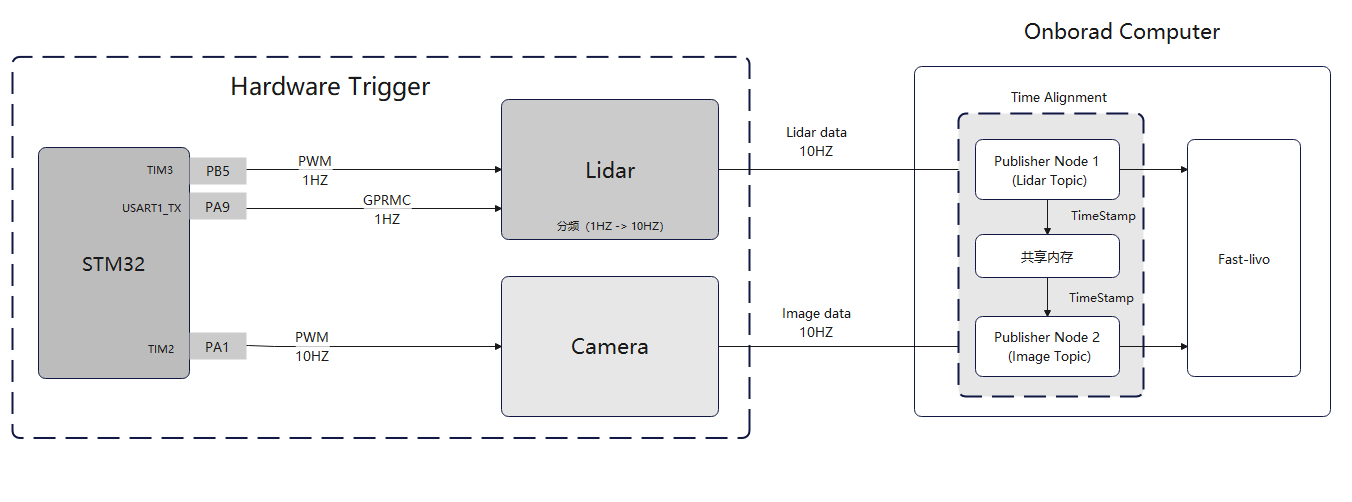 Onborad Computer
Hardware Trigger
STM32
TIM3
PB5
PWM
1HZ
USART1_TX
PA9
GPRMC
1HZ
TIM2
PA1
PWM
10HZ
Lidar
分频（1HZ -> 10HZ）
Camera
Lidar data
10HZ
Image data
10HZ
Time Alignment
Publisher Node 1
(Lidar Topic)
TimeStamp
共享内存
TimeStamp
Publisher Node 2
(Image Topic)
Fast-livo